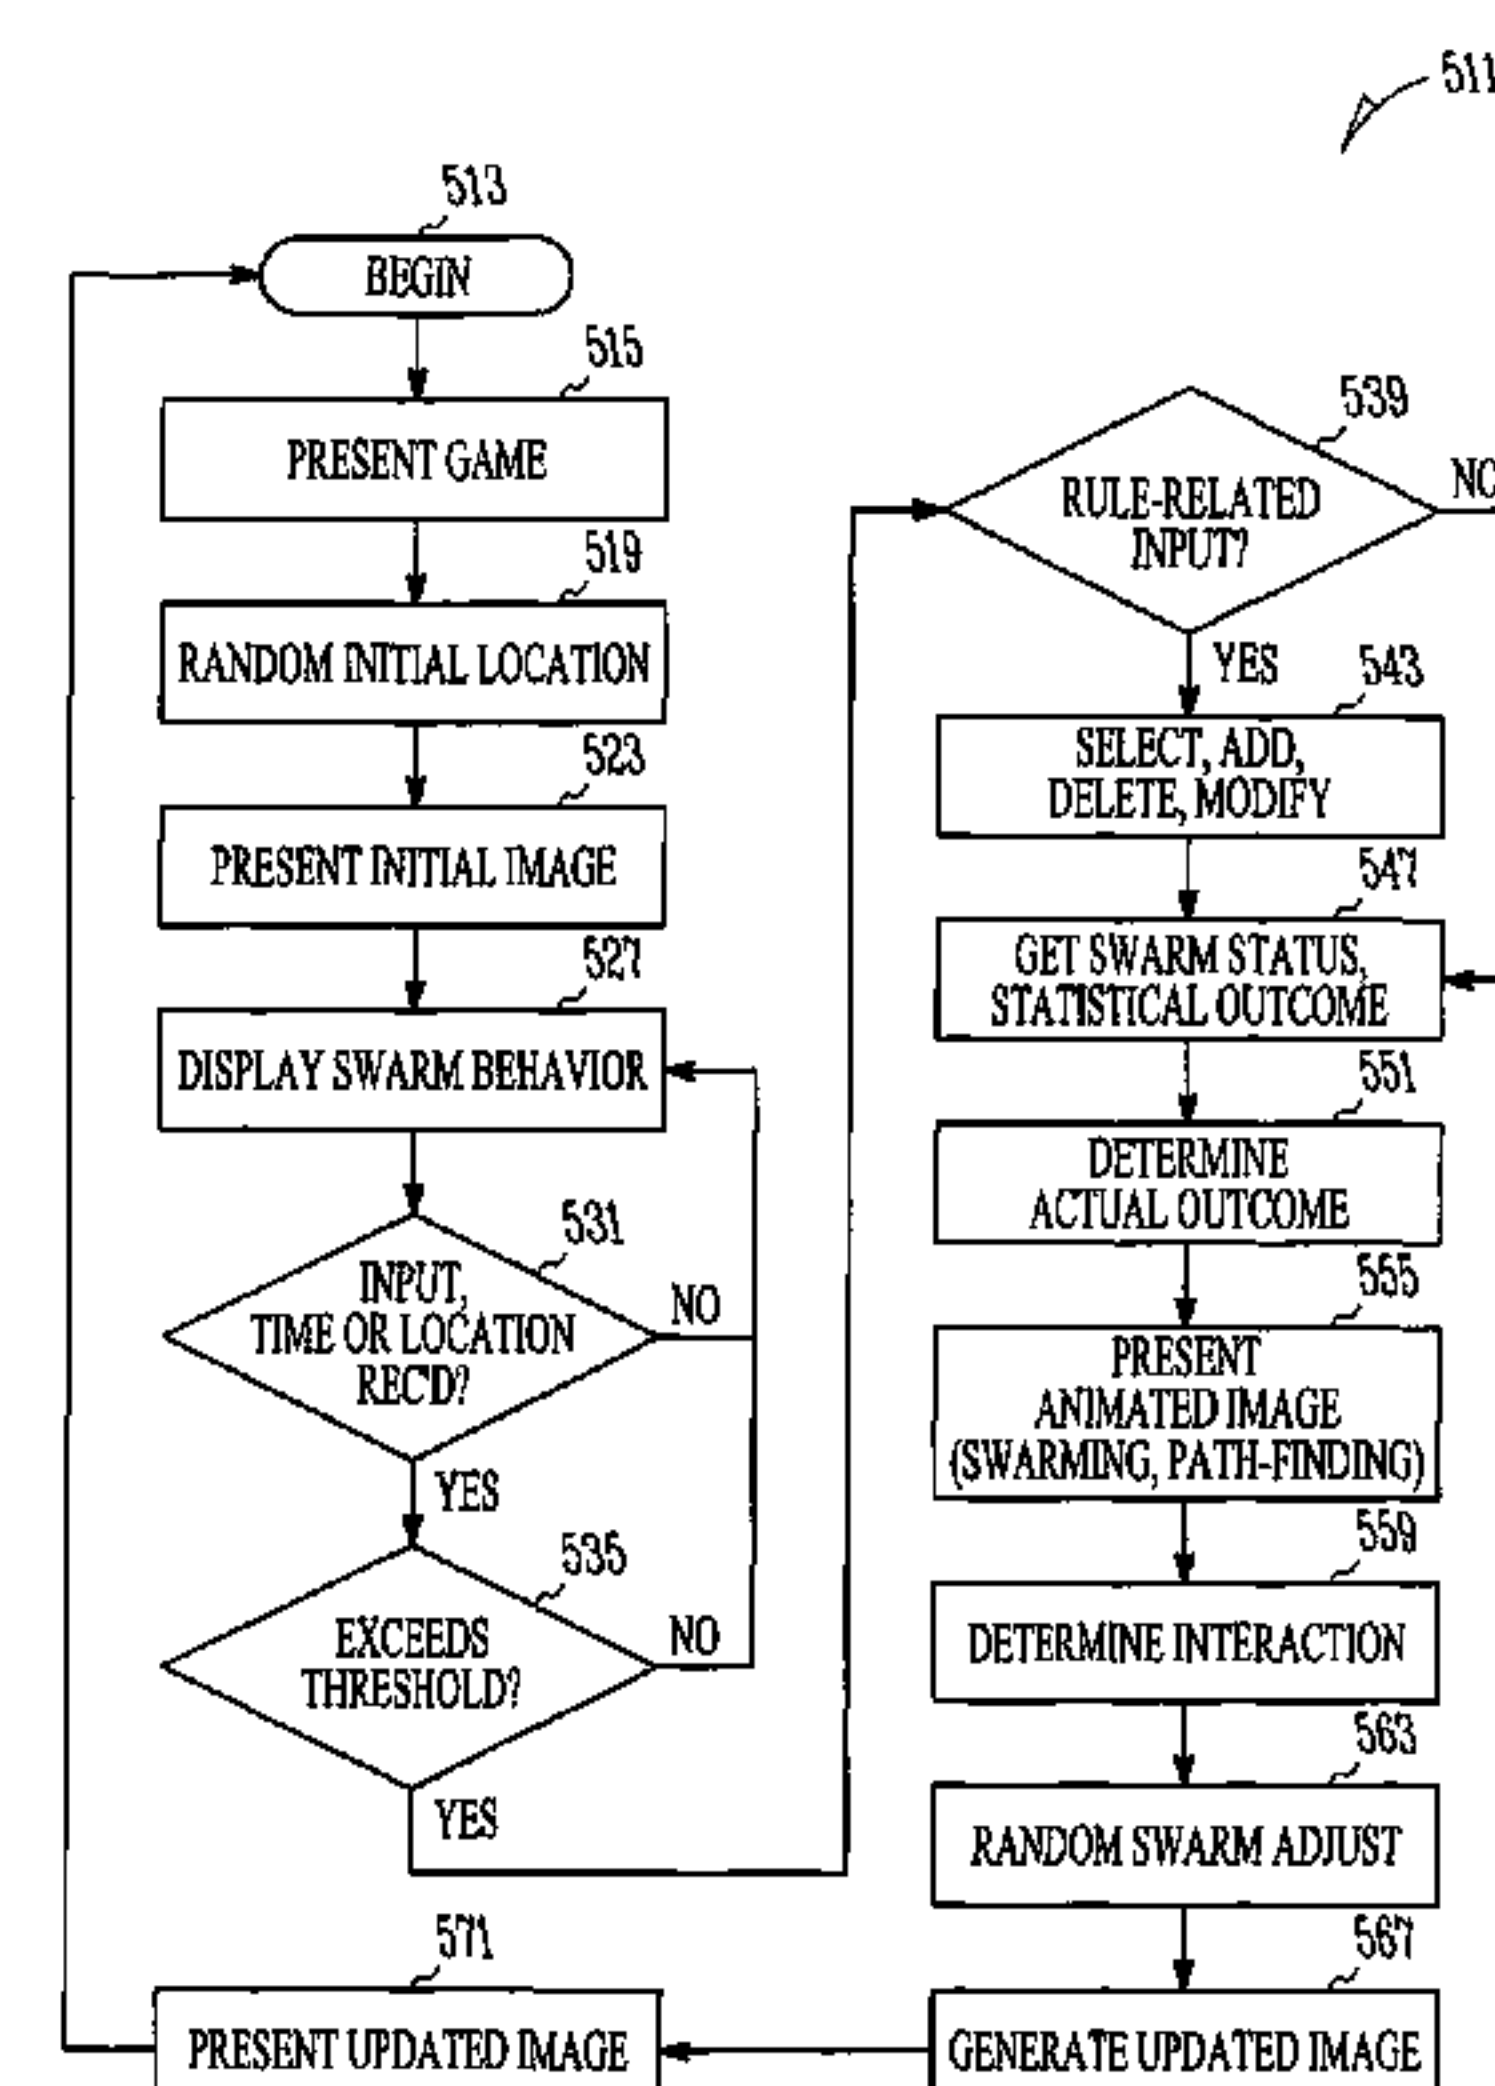 511
513
BEGIN
515
PRESENT GAME
519
RANDOM INITIAL LOCATION
523
PRESENT INITIAL IMAGE
527
DISPLAY SWARM BEHAVIOR
531
INPUT,
TIME OR LOCATION
REC'D?
NO
YES
535
EXCEEDS
THRESHOLD?
NO
YES
539
RULE-RELATED
INPUT?
NO
YES
543
SELECT, ADD,
DELETE, MODIFY
547
GET SWARM STATUS,
STATISTICAL OUTCOME
551
DETERMINE
ACTUAL OUTCOME
555
PRESENT
ANIMATED IMAGE
(SWARMING, PATH-FINDING)
559
DETERMINE INTERACTION
563
RANDOM SWARM ADJUST
567
GENERATE UPDATED IMAGE
571
PRESENT UPDATED IMAGE